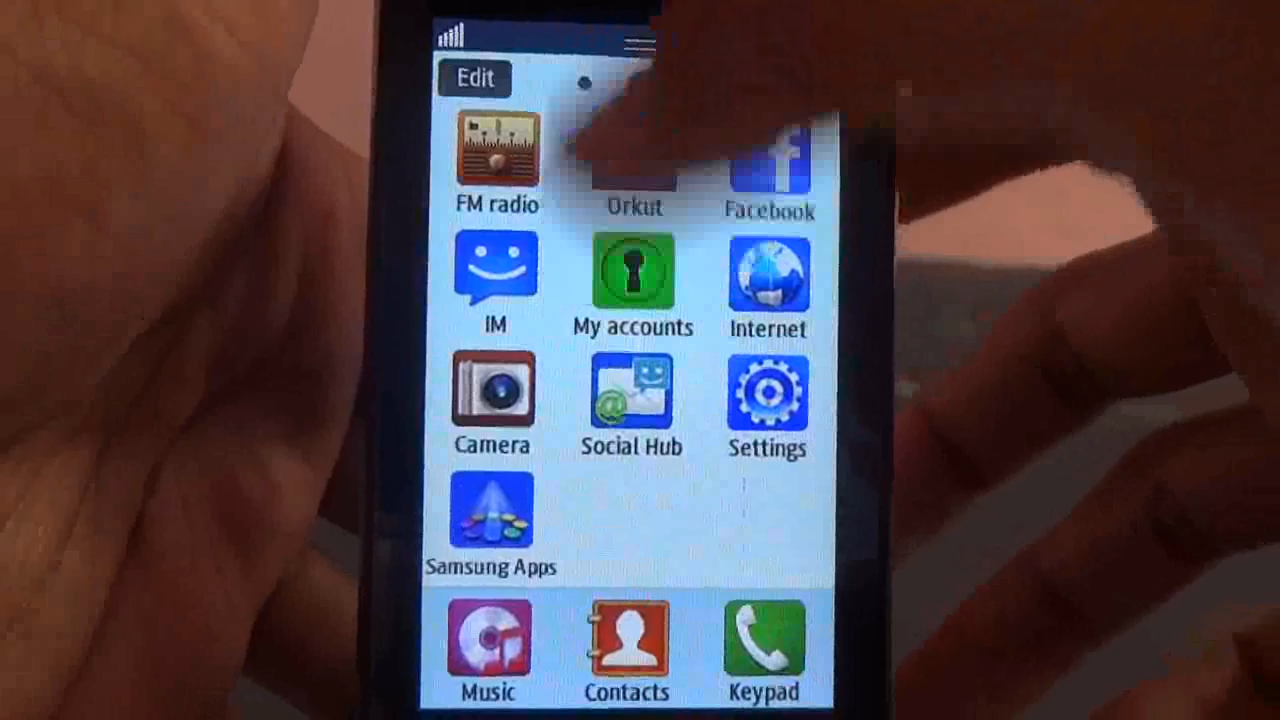 Edit
FM radio Orkut Facebook
IM My accounts Internet
Camera Social Hub Settings
Samsung Apps
Music Contacts Keypad